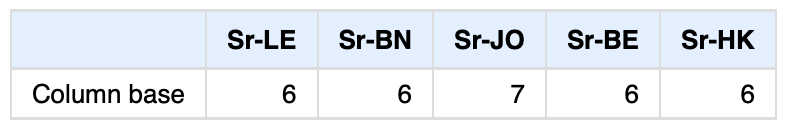 Sr-LE Sr-BN Sr-JO Sr-BE Sr-HK
Column base 6 6 7 6 6